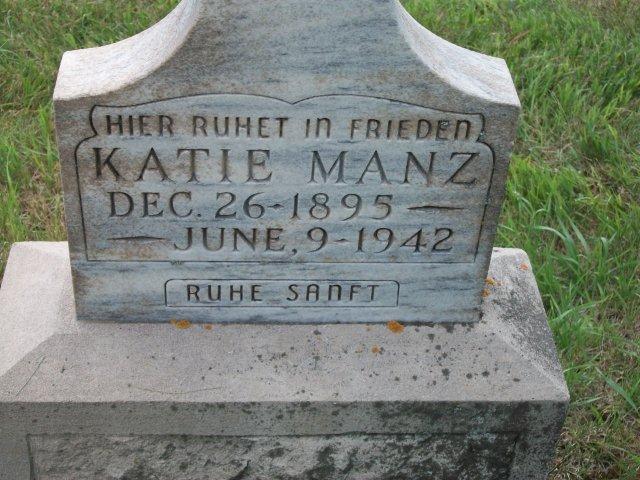 HIER RUHET IN FRIEDEN
KATIE MANZ
DEC. 26-1895 —
— JUNE, 9-1942
RUHE SANFT